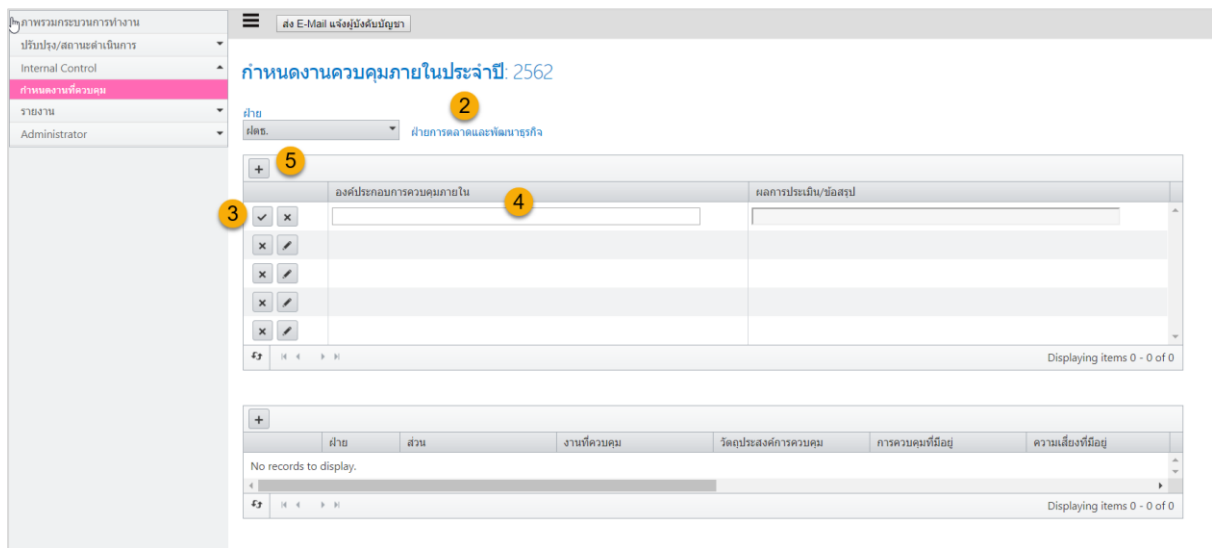 ภาพรวมกระบวนการทำงาน
ปรับปรุง/สถานะดำเนินการ
Internal Control
กำหนดงานที่ควบคุม
รายงาน
Administrator
ส่ง E-Mail แจ้งผู้บังคับบัญชา
กำหนดงานควบคุมภายในประจำปี: 2562
2
ฝ่าย
ฝตธ. ฝ่ายการตลาดและพัฒนาธุรกิจ
+ 5
องค์ประกอบการควบคุมภายใน ผลการประเมิน/ข้อสรุป
4
3
Displaying items 0 - 0 of 0
+
ฝ่าย ส่วน งานที่ควบคุม วัตถุประสงค์การควบคุม การควบคุมที่มีอยู่ ความเสี่ยงที่มีอยู่
No records to display.
Displaying items 0 - 0 of 0